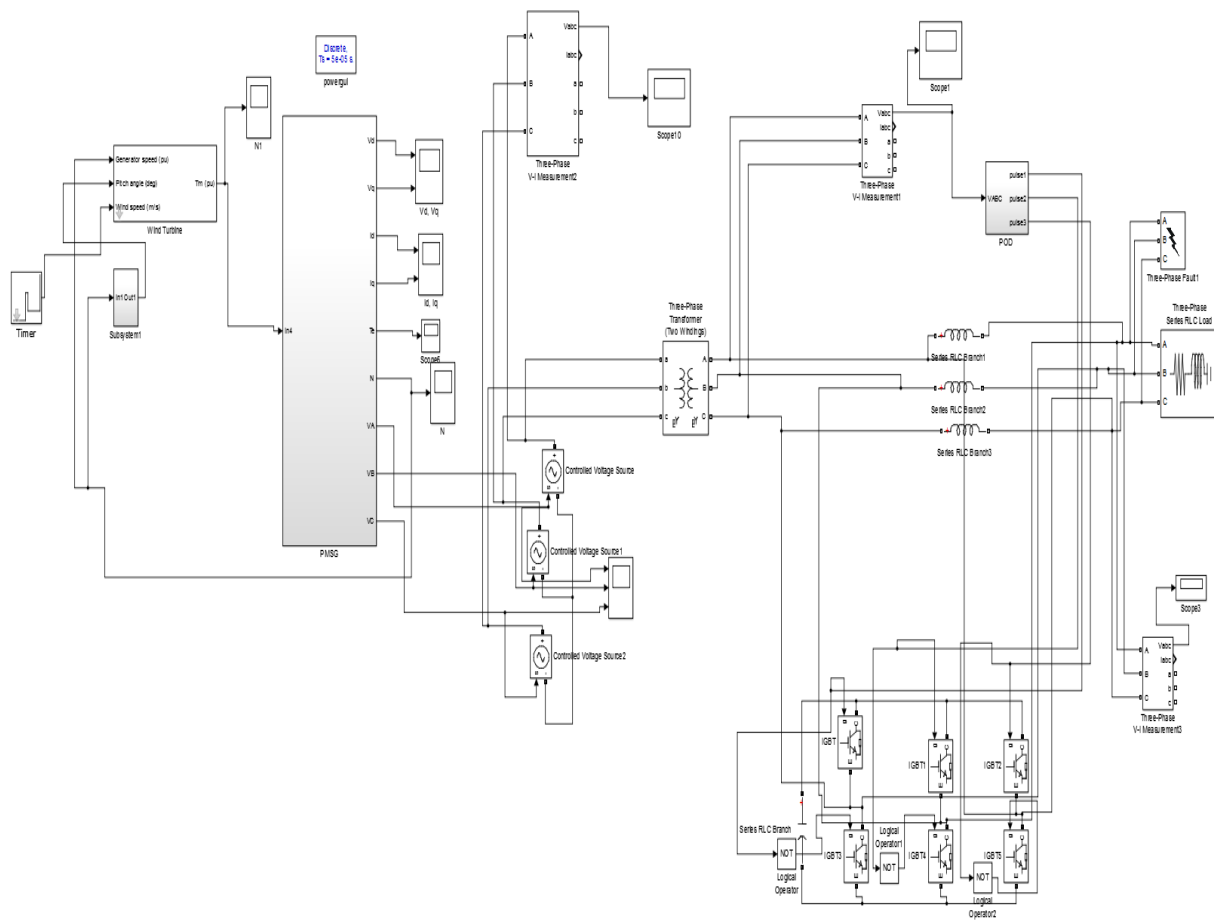 Discrete,
Ts = 5e-05 s.
powergui
N1
Generator speed (pu)
Pitch angle (deg)
Wind speed (m/s)
Tm (pu)
Wind Turbine
Timer
In1 Out1
Subsystem1
In4
Vd
Vq
Id
Iq
Te
N
VA
VB
VC
PMSG
Vd, Vq
Id, Iq
Scope6
N
A
B
C
Vabc
Iabc
a
b
c
Three-Phase
V-I Measurement2
Scope10
Controlled Voltage Source
Controlled Voltage Source1
Controlled Voltage Source2
Three-Phase
Transformer
(Two Windings)
a
b
c
A
B
C
Scope1
A
B
C
Vabc
Iabc
a
b
c
Three-Phase
V-I Measurement1
VABC
pulse1
pulse2
pulse3
POD
Series RLC Branch1
Series RLC Branch2
Series RLC Branch3
A
B
C
Three-Phase Fault1
Three-Phase
Series RLC Load
A
B
C
Scope3
A
B
C
Vabc
Iabc
a
b
c
Three-Phase
V-I Measurement3
IGBT
IGBT1
IGBT2
Series RLC Branch
NOT
Logical
Operator
IGBT3
Logical
Operator1
NOT
IGBT4
NOT
Logical
Operator2
IGBT5